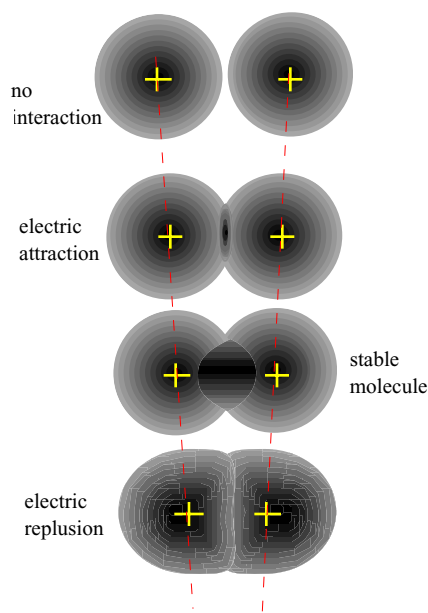 no
interaction
electric
attraction
stable
molecule
electric
replusion